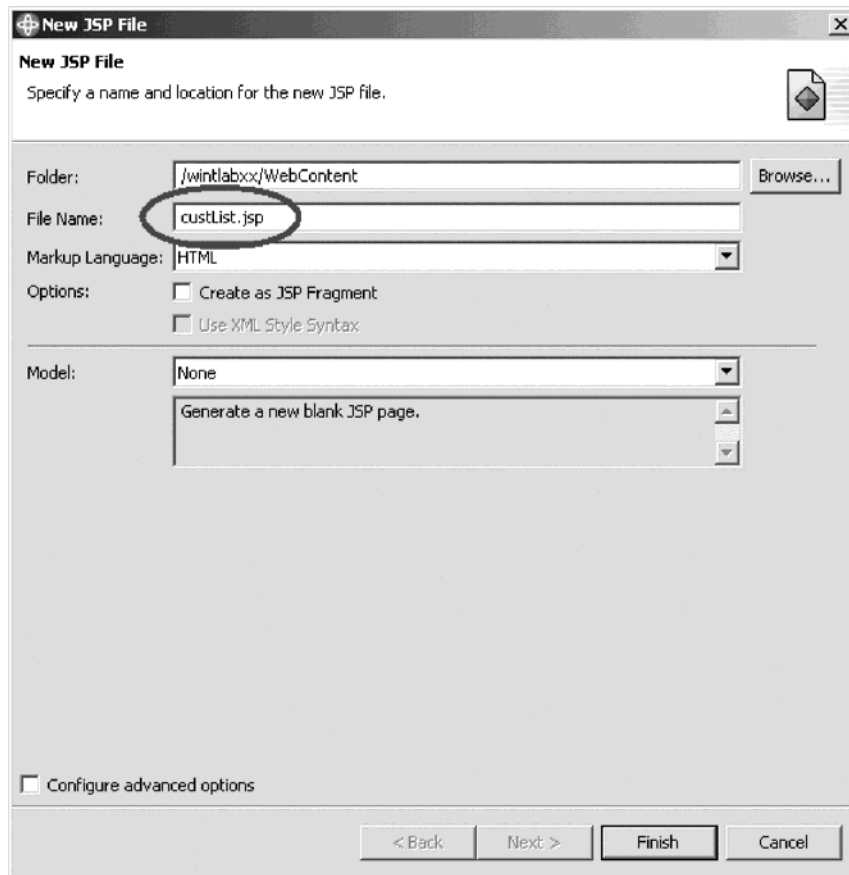 New JSP File
New JSP File
Specify a name and location for the new JSP file.
Folder: /wintlabxx/WebContent Browse...
File Name: custList.jsp
Markup Language: HTML
Options: Create as JSP Fragment
Use XML Style Syntax
Model: None
Generate a new blank JSP page.
Configure advanced options
< Back Next > Finish Cancel